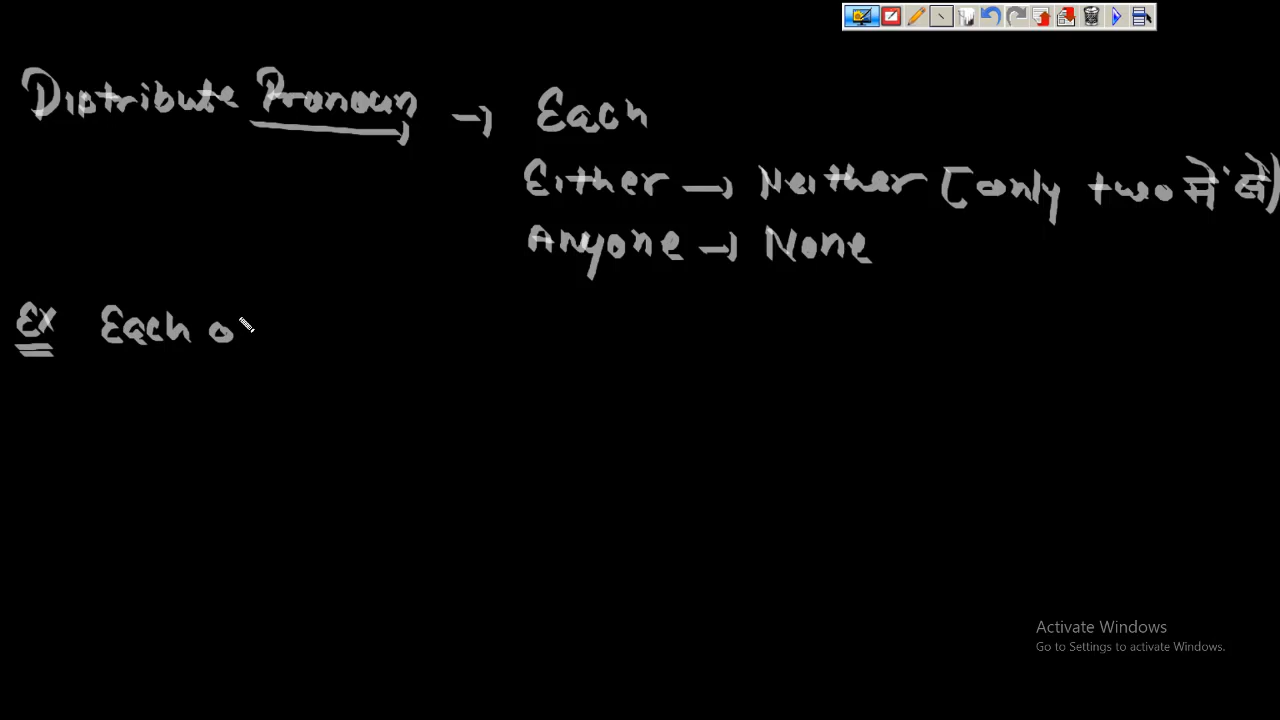 Distribute Pronoun → Each
Either → Neither [only two में से)
Anyone → None
Ex Each o
Activate Windows
Go to Settings to activate Windows.